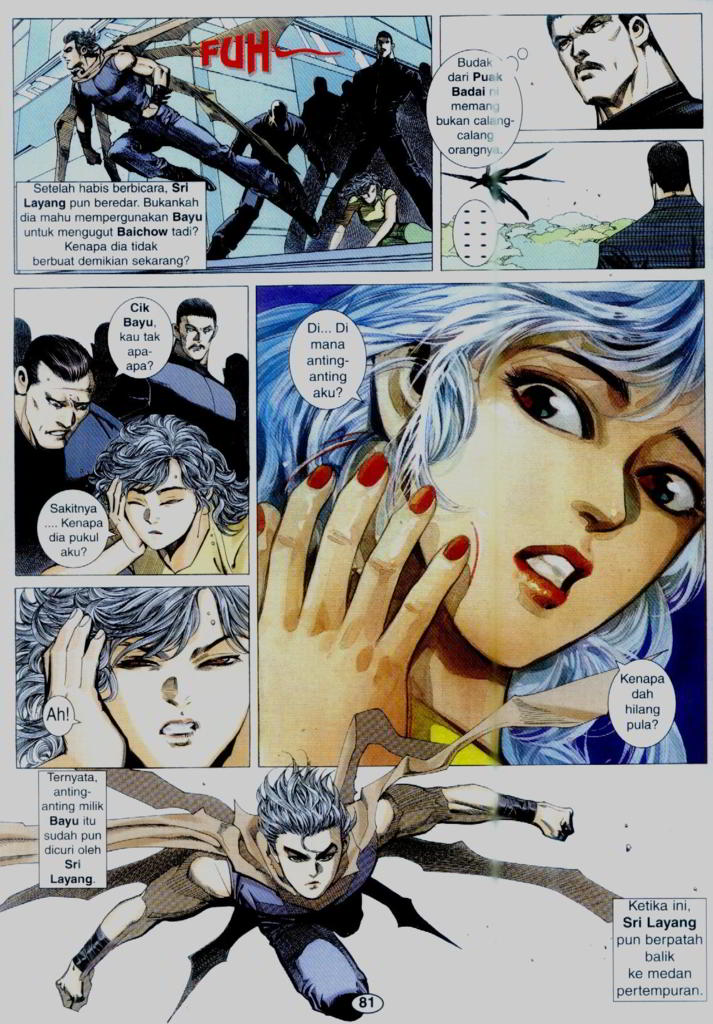 FUH
Setelah habis berbicara, Sri
Layang pun beredar. Bukankah
dia mahu mempergunakan Bayu
untuk mengugut Baichow tadi?
Kenapa dia tidak
berbuat demikian sekarang?
Budak
dari Puak
Badai ni
memang
bukan calang-
calang
orangnya.
Cik
Bayu,
kau tak
apa-
apa?
Sakitnya
.... Kenapa
dia pukul
aku?
Di... Di
mana
anting-
anting
aku?
Kenapa
dah
hilang
pula?
Ah!
Ternyata,
anting-
anting milik
Bayu itu
sudah pun
dicuri oleh
Sri
Layang.
Ketika ini,
Sri Layang
pun berpatah
balik
ke medan
pertempuran.
81